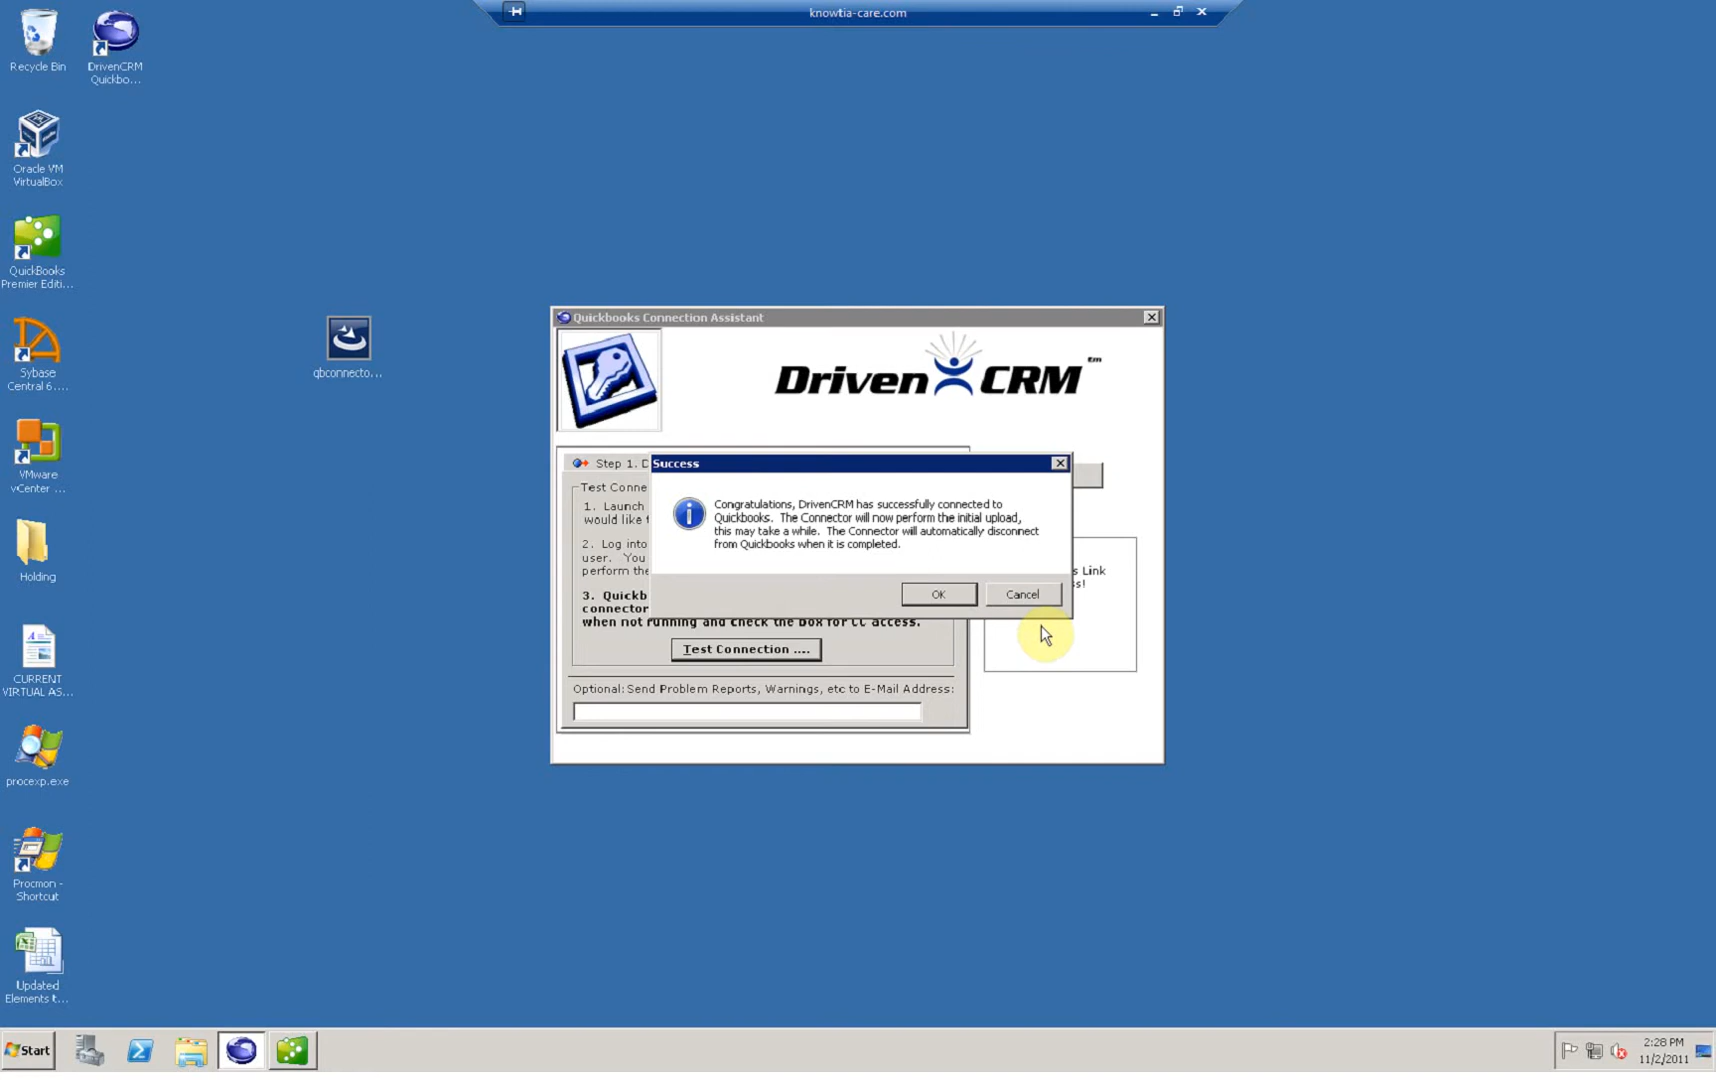 knowtia-care.com
Recycle Bin
DrivenCRM
Quickbo...
Oracle VM
VirtualBox
QuickBooks
Premier Editi...
Sybase
Central 6....
VMware
vCenter ...
Holding
CURRENT
VIRTUAL AS...
procexp.exe
Procmon -
Shortcut
Updated
Elements t...
qbconnecto...
Quickbooks Connection Assistant
Driven CRM ™
Step 1. D
Test Conne
1. Launch
would like t
2. Log into
user. You
perform the
3. Quickb
connector
when not running and check the box for CC access.
Test Connection ....
Optional: Send Problem Reports, Warnings, etc to E-Mail Address:
s Link
ss!
Success
Congratulations, DrivenCRM has successfully connected to
Quickbooks. The Connector will now perform the initial upload,
this may take a while. The Connector will automatically disconnect
from Quickbooks when it is completed.
OK
Cancel
Start
2:28 PM
11/2/2011